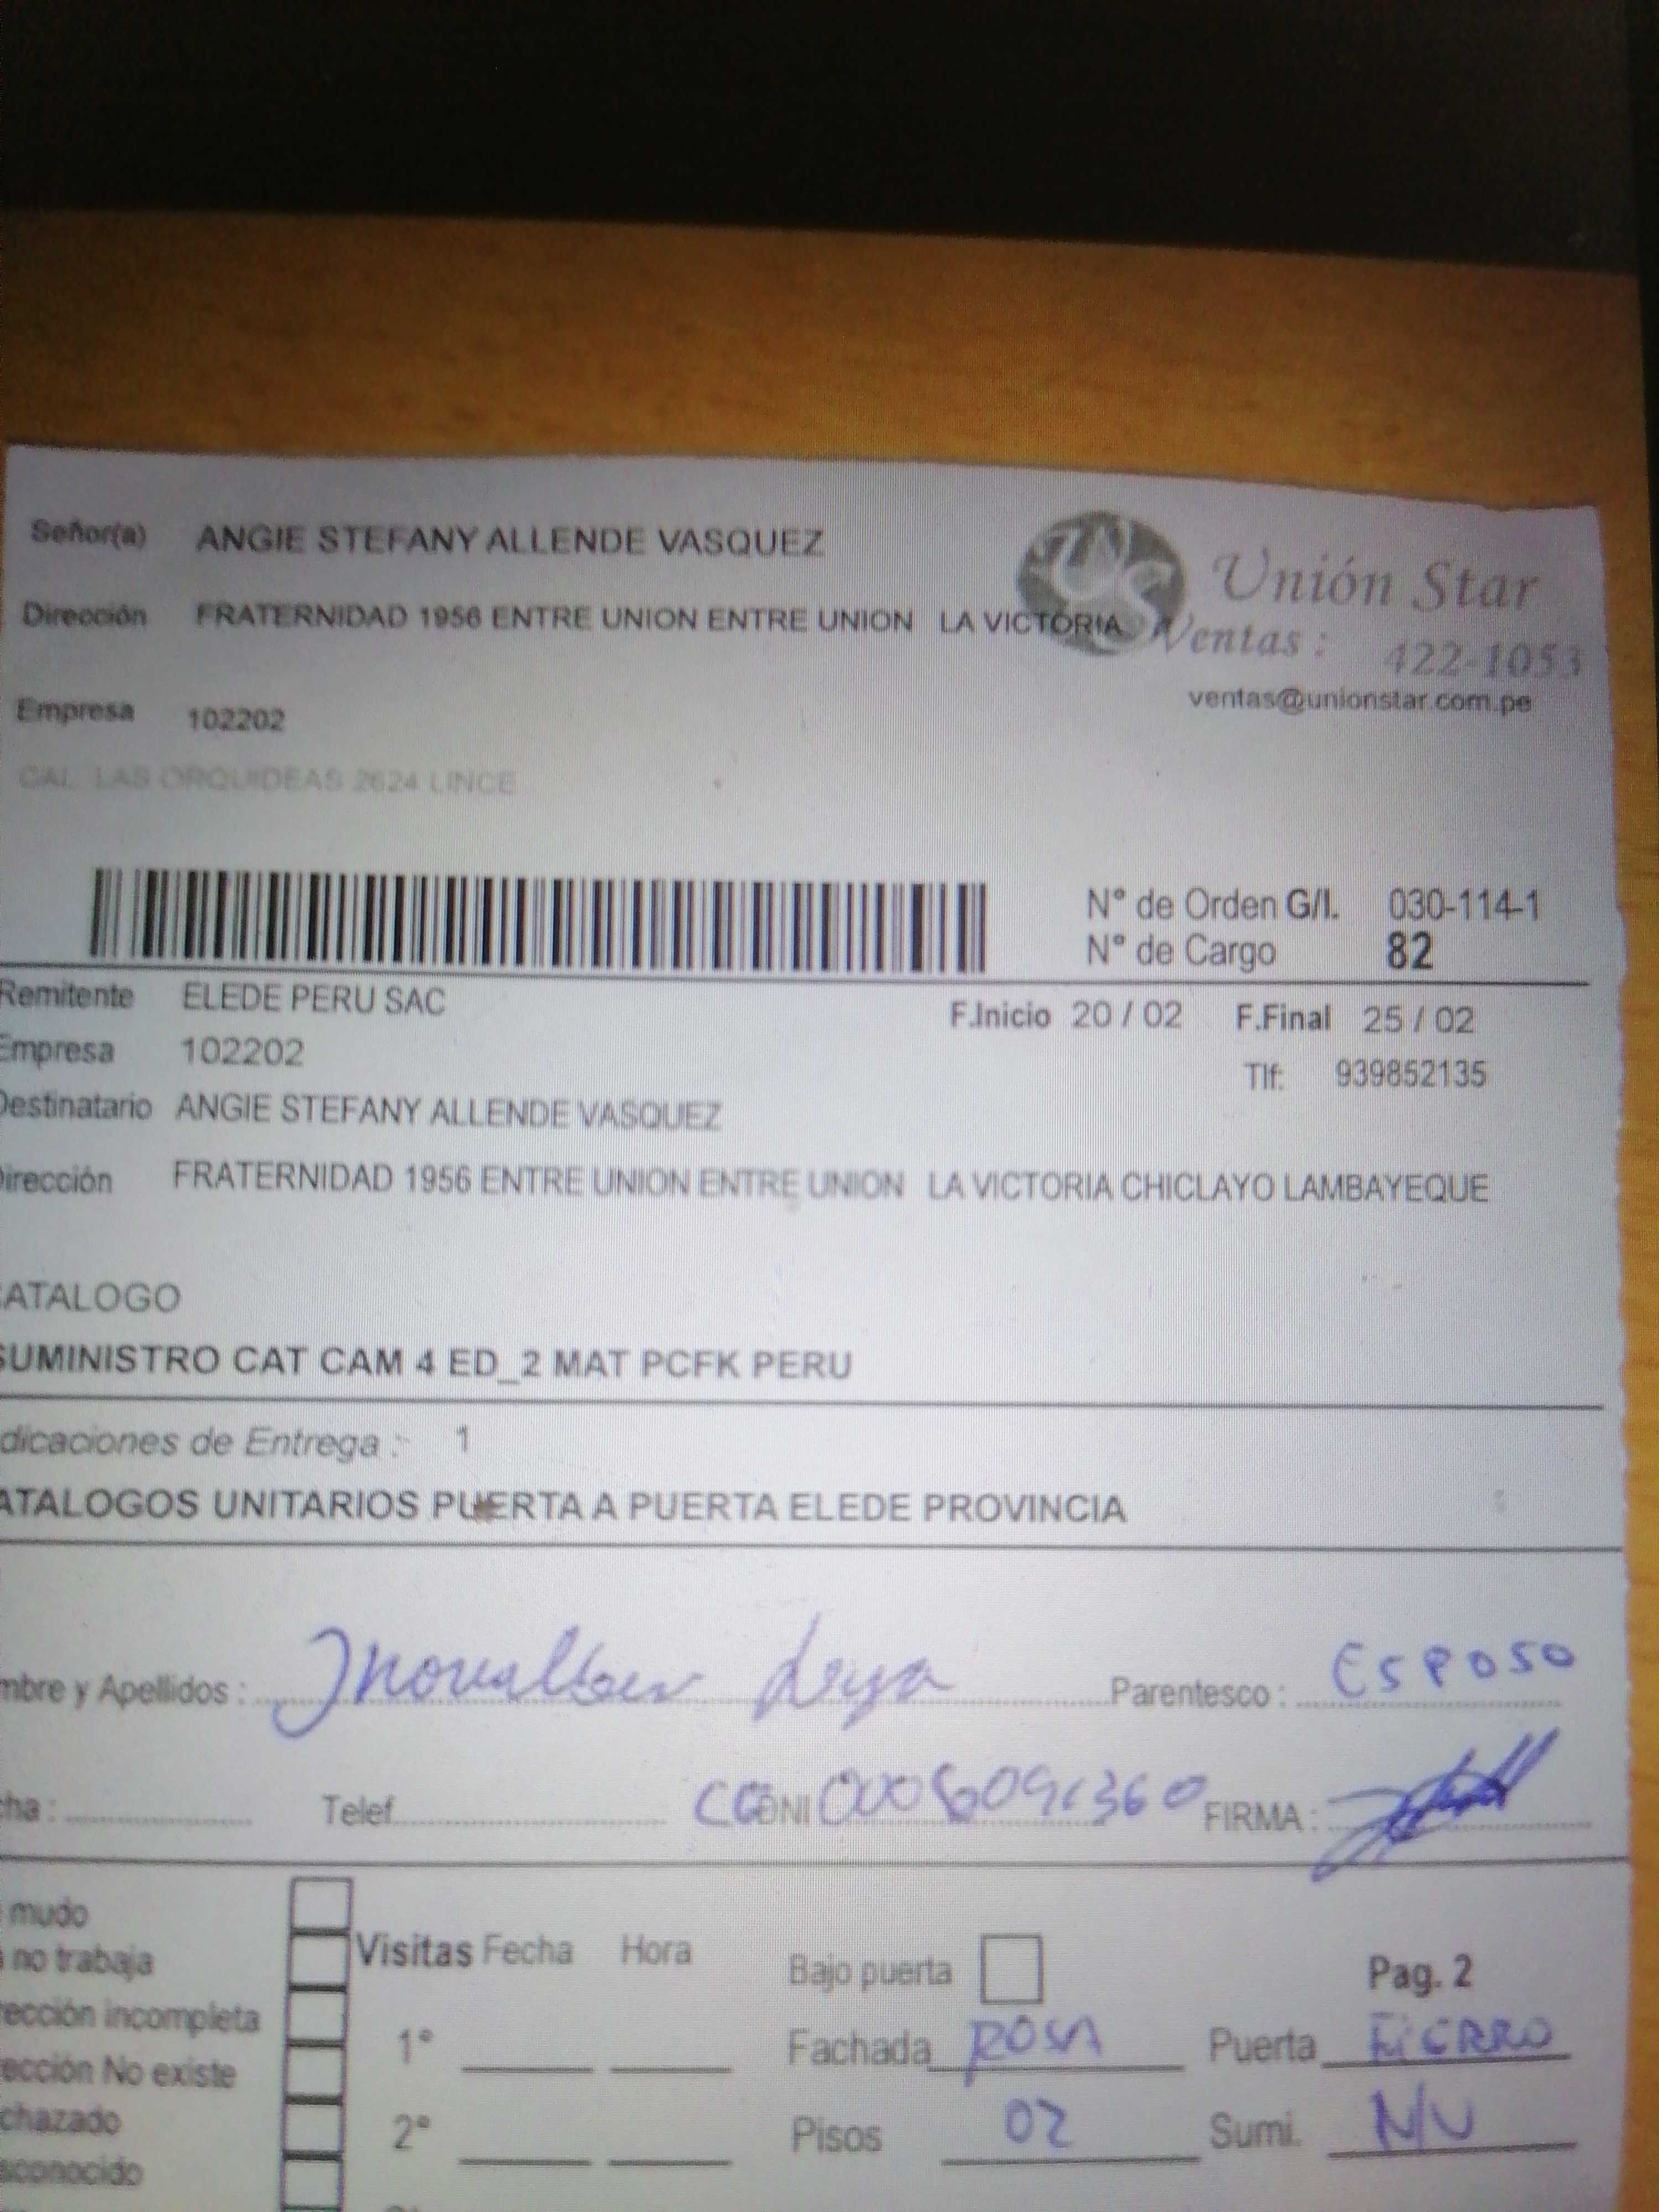 Señor(a) ANGIE STEFANY ALLENDE VASQUEZ
Unión Star
Dirección FRATERNIDAD 1956 ENTRE UNION ENTRE UNION LA VICTORIA
Ventas : 422-1053
ventas@unionstar.com.pe
Empresa 102202
CAL LAS ORQUIDEAS 2624 LINCE
N° de Orden G/I. 030-114-1
N° de Cargo 82
Remitente ELEDE PERU SAC
F.Inicio 20 / 02 F.Final 25 / 02
Empresa 102202
Tlf: 939852135
Destinatario ANGIE STEFANY ALLENDE VASQUEZ
Dirección FRATERNIDAD 1956 ENTRE UNION ENTRE UNION LA VICTORIA CHICLAYO LAMBAYEQUE
ATALOGO
SUMINISTRO CAT CAM 4 ED_2 MAT PCFK PERU
dicaciones de Entrega : 1
ATALOGOS UNITARIOS PUERTA A PUERTA ELEDE PROVINCIA
mbre y Apellidos : Parentesco : Esposo
ha : Telef. DNI FIRMA :
mudo
no trabaja
Visitas Fecha Hora
Bajo puerta
Pag. 2
rección incompleta
1° Fachada ROSA Puerta FIERRO
ección No existe
chazado
2° Pisos 02 Sumi. N/V
sconocido